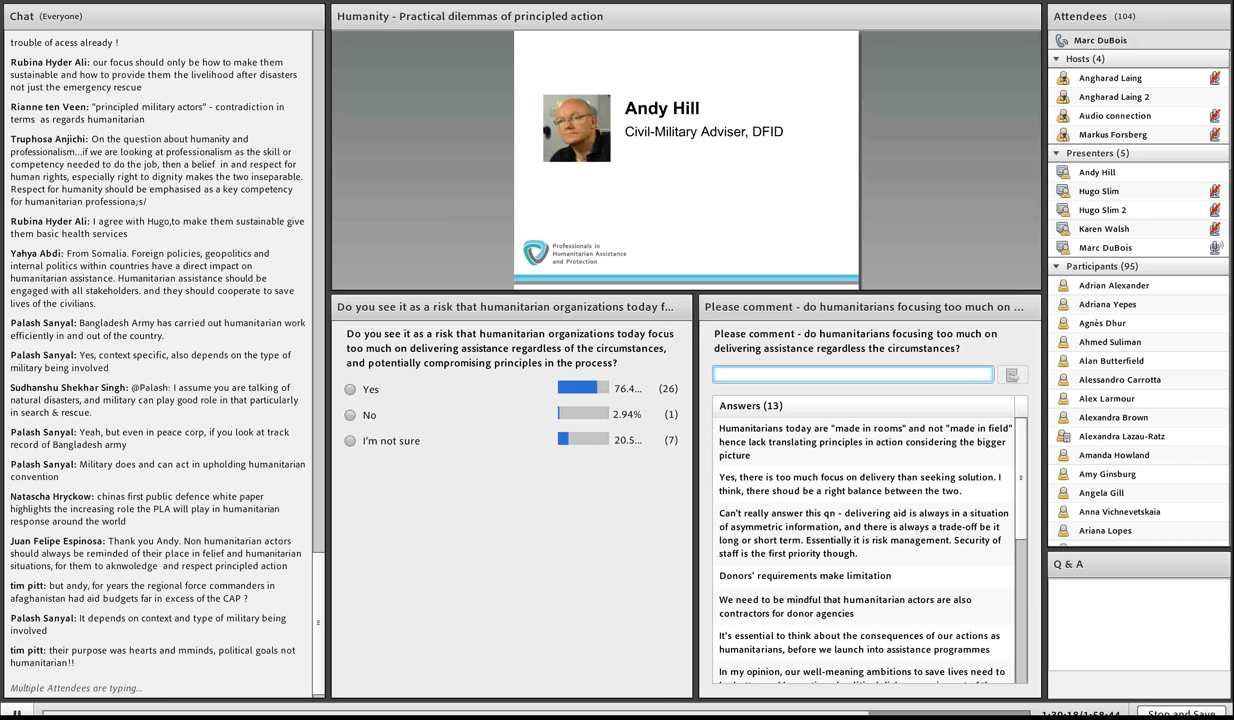 Chat (Everyone)
trouble of acess already !
Rubina Hyder Ali: our focus should only be how to make them
sustainable and how to provide them the livelihood after disasters
not just the emergency rescue
Rianne ten Veen: "principled military actors" - contradiction in
terms as regards humanitarian
Truphosa Anjichi: On the question about humanity and
professionalism...if we are looking at professionalism as the skill or
competency needed to do the job, then a belief in and respect for
human rights, especially right to dignity makes the two inseparable.
Respect for humanity should be emphasised as a key competency
for humanitarian professiona;s/
Rubina Hyder Ali: I agree with Hugo,to make them sustainable give
them basic health services
Yahya Abdi: From Somalia. Foreign policies, geopolitics and
internal politics within countries have a direct impact on
humanitarian assistance. Humanitarian assistance should be
engaged with all stakeholders. and they should cooperate to save
lives of the civilians.
Palash Sanyal: Bangladesh Army has carried out humanitarian work
efficiently in and out of the country.
Palash Sanyal: Yes, context specific, also depends on the type of
military being involved
Sudhanshu Shekhar Singh: @Palash: I assume you are talking of
natural disasters, and military can play good role in that particularly
in search & rescue.
Palash Sanyal: Yeah, but even in peace corp, if you look at track
record of Bangladesh army
Palash Sanyal: Military does and can act in upholding humanitarian
convention
Natascha Hryckow: chinas first public defence white paper
highlights the increasing role the PLA will play in humanitarian
response around the world
Juan Felipe Espinosa: Thank you Andy. Non humanitarian actors
should always be reminded of their place in felief and humanitarian
situations, for them to aknwoledge and respect principled action
tim pitt: but andy, for years the regional force commanders in
afaghanistan had aid budgets far in excess of the CAP ?
Palash Sanyal: It depends on context and type of military being
involved
tim pitt: their purpose was hearts and mminds, political goals not
humanitarian!!
Multiple Attendees are typing...
Humanity - Practical dilemmas of principled action
Andy Hill
Civil-Military Adviser, DFID
Professionals in
Humanitarian Assistance
and Protection
Do you see it as a risk that humanitarian organizations today f...
Do you see it as a risk that humanitarian organizations today focus
too much on delivering assistance regardless of the circumstances,
and potentially compromising principles in the process?
Yes 76.4... (26)
No 2.94% (1)
I'm not sure 20.5... (7)
Please comment - do humanitarians focusing too much on ...
Please comment - do humanitarians focusing too much on
delivering assistance regardless the circumstances?
Answers (13)
Humanitarians today are "made in rooms" and not "made in field"
hence lack translating principles in action considering the bigger
picture
Yes, there is too much focus on delivery than seeking solution. I
think, there shoud be a right balance between the two.
Can't really answer this qn - delivering aid is always in a situation
of asymmetric information, and there is always a trade-off be it
long or short term. Essentially it is risk management. Security of
staff is the first priority though.
Donors' requirements make limitation
We need to be mindful that humanitarian actors are also
contractors for donor agencies
It's essential to think about the consequences of our actions as
humanitarians, before we launch into assistance programmes
In my opinion, our well-meaning ambitions to save lives need to
Attendees (104)
Marc DuBois
Hosts (4)
Angharad Laing
Angharad Laing 2
Audio connection
Markus Forsberg
Presenters (5)
Andy Hill
Hugo Slim
Hugo Slim 2
Karen Walsh
Marc DuBois
Participants (95)
Adrian Alexander
Adriana Yepes
Agnès Dhur
Ahmed Suliman
Alan Butterfield
Alessandro Carrotta
Alex Larmour
Alexandra Brown
Alexandra Lazau-Ratz
Amanda Howland
Amy Ginsburg
Angela Gill
Anna Vichnevetskaia
Ariana Lopes
Q & A
1:39:18/1:58:44
Stop and Save